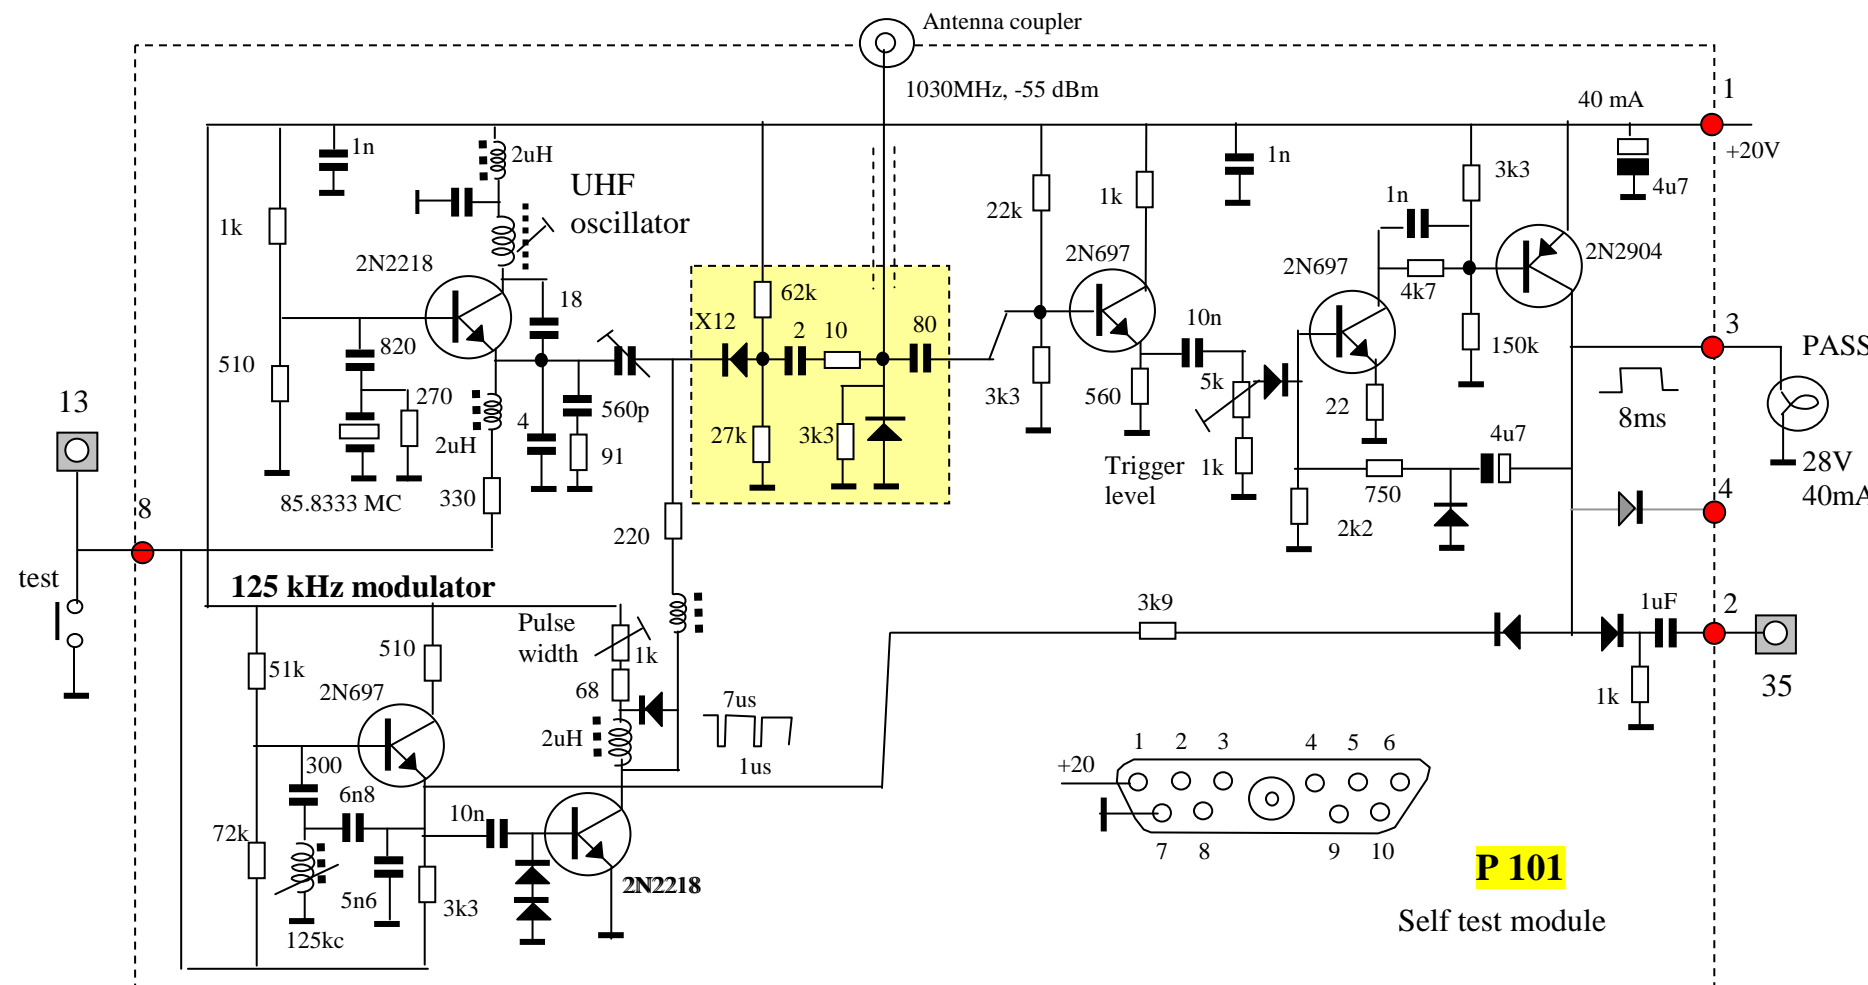 Antenna coupler
1030MHz, -55 dBm
40 mA
1
+20V
1n
2uH
UHF
oscillator
1k
2N2218
18
820
510
270
2uH
4
560p
91
330
85.8333 MC
13
8
test
X12
62k
2
10
80
27k
3k3
220
22k
1k
2N697
3k3
10n
560
5k
Trigger
level
1k
1n
1n
3k3
4u7
2N697
4k7
2N2904
150k
22
4u7
750
2k2
3
PASS
8ms
28V
40mA
4
125 kHz modulator
Pulse
width
1k
68
2uH
7us
1us
3k9
1uF
2
1k
35
51k
510
2N697
300
6n8
72k
10n
5n6
3k3
125kc
2N2218
1 2 3 4 5 6
+20
7 8 9 10
P 101
Self test module